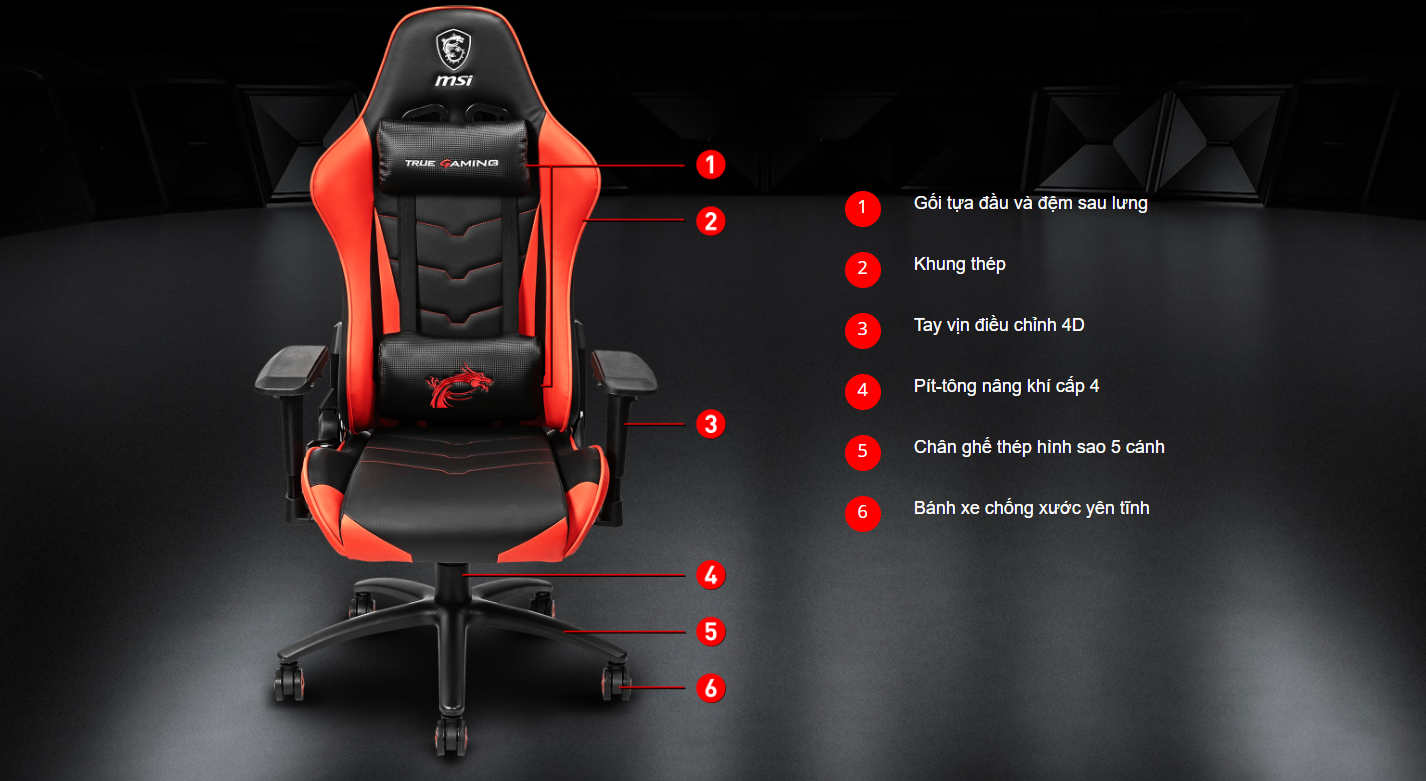 msi
TRUE GAMING
1
2
3
4
5
6
1 Gối tựa đầu và đệm sau lưng
2 Khung thép
3 Tay vịn điều chỉnh 4D
4 Pít-tông nâng khí cấp 4
5 Chân ghế thép hình sao 5 cánh
6 Bánh xe chống xước yên tĩnh